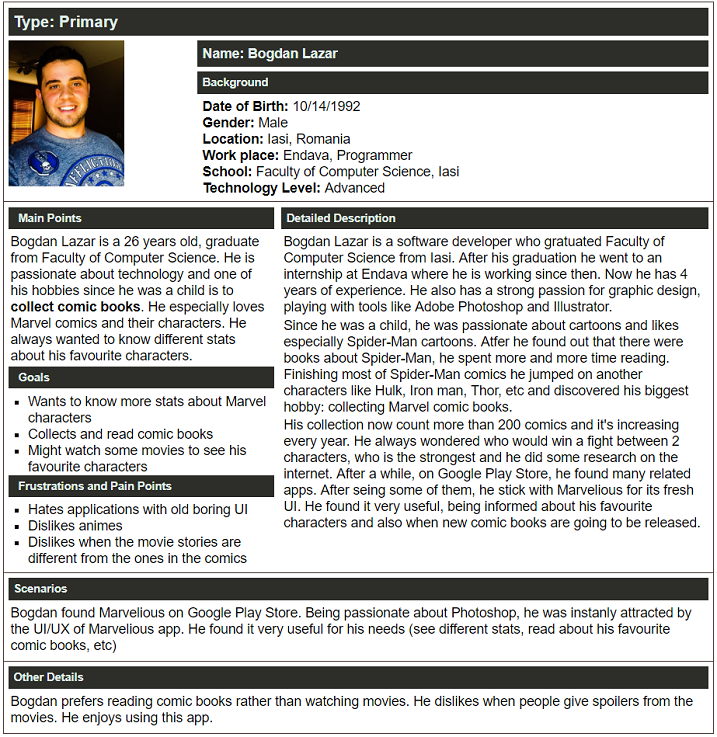 Type: Primary
Name: Bogdan Lazar
Background
Date of Birth: 10/14/1992
Gender: Male
Location: Iasi, Romania
Work place: Endava, Programmer
School: Faculty of Computer Science, Iasi
Technology Level: Advanced
Main Points
Bogdan Lazar is a 26 years old, graduate
from Faculty of Computer Science. He is
passionate about technology and one of
his hobbies since he was a child is to
collect comic books. He especially loves
Marvel comics and their characters. He
always wanted to know different stats
about his favourite characters.
Goals
Wants to know more stats about Marvel
characters
Collects and read comic books
Might watch some movies to see his
favourite characters
Frustrations and Pain Points
Hates applications with old boring UI
Dislikes animes
Dislikes when the movie stories are
different from the ones in the comics
Detailed Description
Bogdan Lazar is a software developer who gratuated Faculty of
Computer Science from Iasi. After his graduation he went to an
internship at Endava where he is working since then. Now he has 4
years of experience. He also has a strong passion for graphic design,
playing with tools like Adobe Photoshop and Illustrator.
Since he was a child, he was passionate about cartoons and likes
especially Spider-Man cartoons. Atfer he found out that there were
books about Spider-Man, he spent more and more time reading.
Finishing most of Spider-Man comics he jumped on another
characters like Hulk, Iron man, Thor, etc and discovered his biggest
hobby: collecting Marvel comic books.
His collection now count more than 200 comics and it's increasing
every year. He always wondered who would win a fight between 2
characters, who is the strongest and he did some research on the
internet. After a while, on Google Play Store, he found many related
apps. After seing some of them, he stick with Marvelious for its fresh
UI. He found it very useful, being informed about his favourite
characters and also when new comic books are going to be released.
Scenarios
Bogdan found Marvelious on Google Play Store. Being passionate about Photoshop, he was instanly attracted by
the UI/UX of Marvelious app. He found it very useful for his needs (see different stats, read about his favourite
comic books, etc)
Other Details
Bogdan prefers reading comic books rather than watching movies. He dislikes when people give spoilers from the
movies. He enjoys using this app.